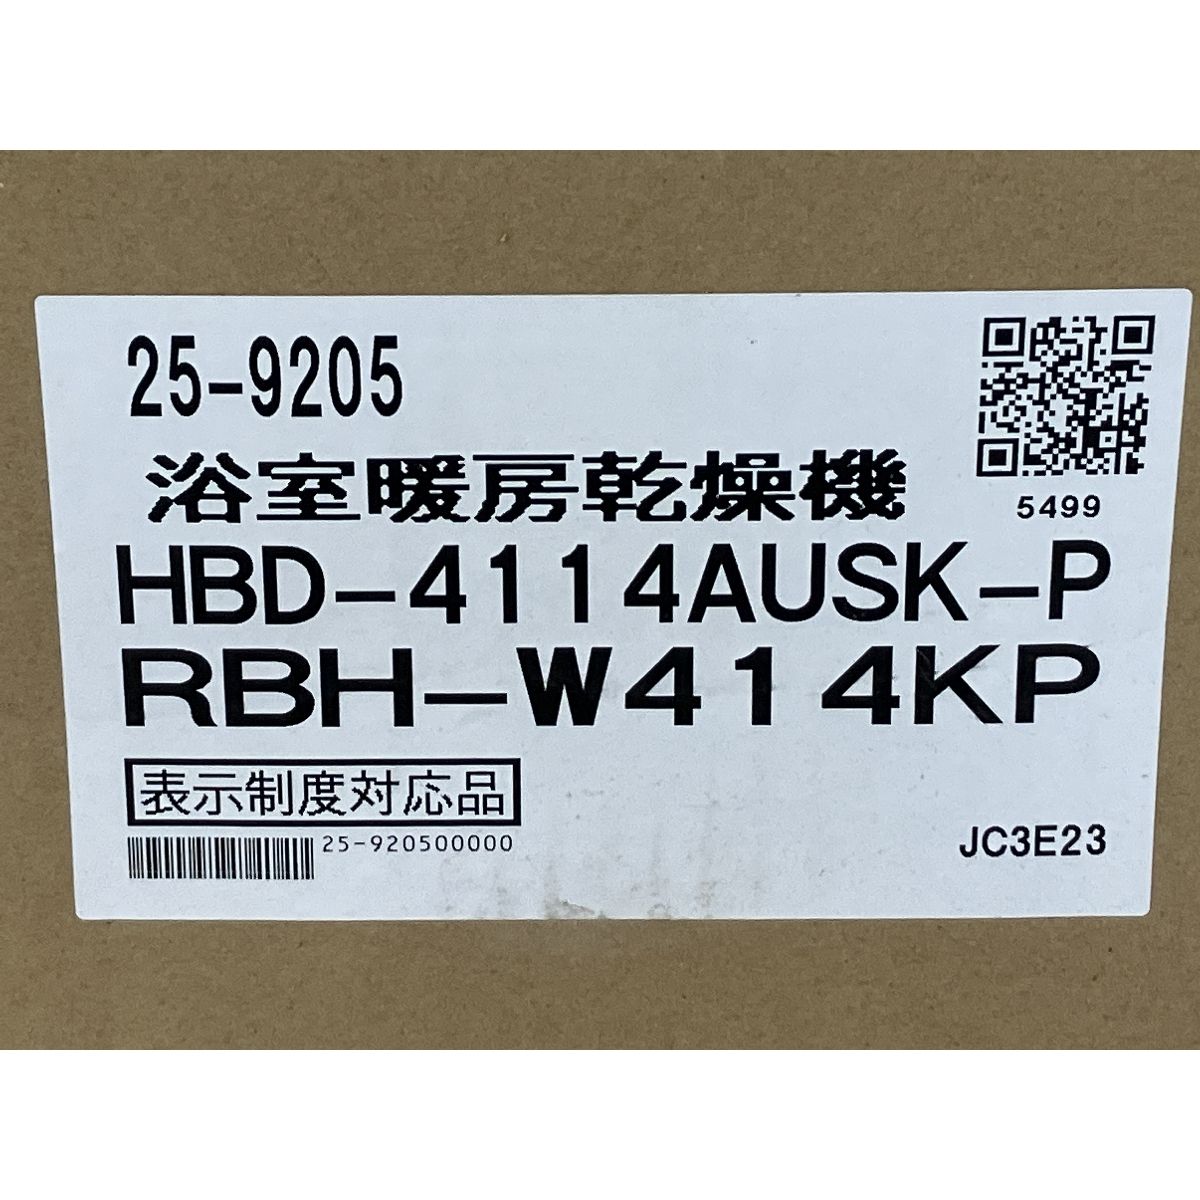 25-9205
5499
浴室暖房乾燥機
HBD-4114AUSK-P
RBH-W414KP
表示制度対応品
25-920500000
JC3E23